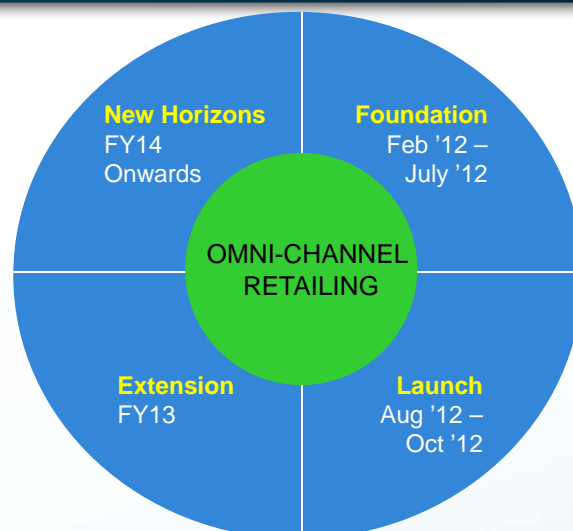 New Horizons
FY14
Onwards
Foundation
Feb ’12 –
July ’12
OMNI-CHANNEL
RETAILING
Extension
FY13
Launch
Aug ’12 –
Oct ’12